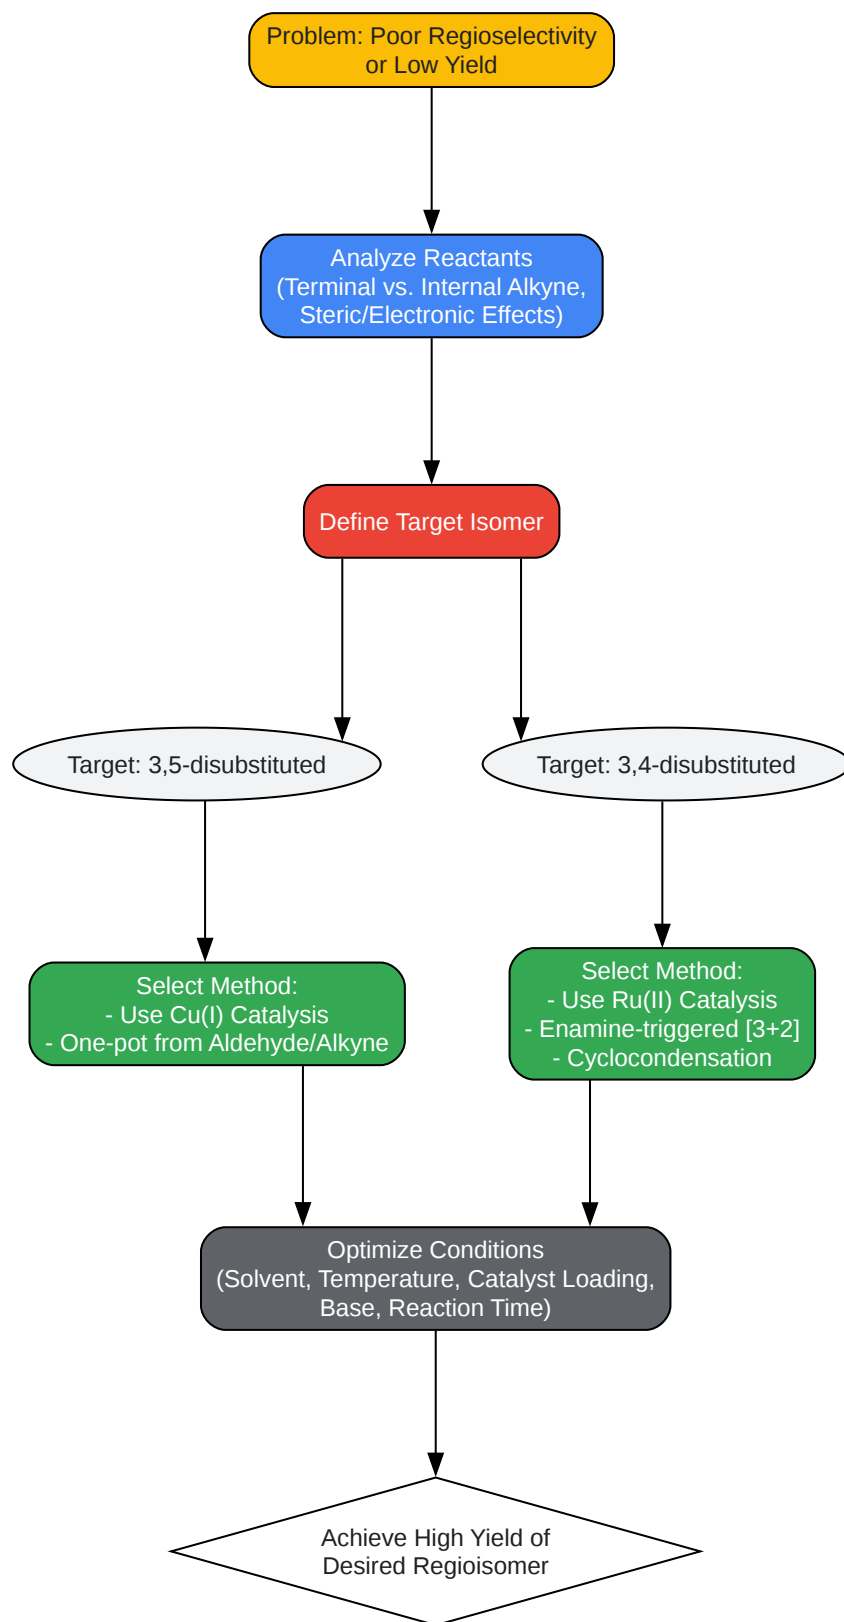 Problem: Poor Regioselectivity
or Low Yield
Analyze Reactants
(Terminal vs. Internal Alkyne,
Steric/Electronic Effects)
Define Target Isomer
Target: 3,5-disubstituted
Target: 3,4-disubstituted
Select Method:
- Use Cu(I) Catalysis
- One-pot from Aldehyde/Alkyne
Select Method:
- Use Ru(II) Catalysis
- Enamine-triggered [3+2]
- Cyclocondensation
Optimize Conditions
(Solvent, Temperature, Catalyst Loading,
Base, Reaction Time)
Achieve High Yield of
Desired Regioisomer